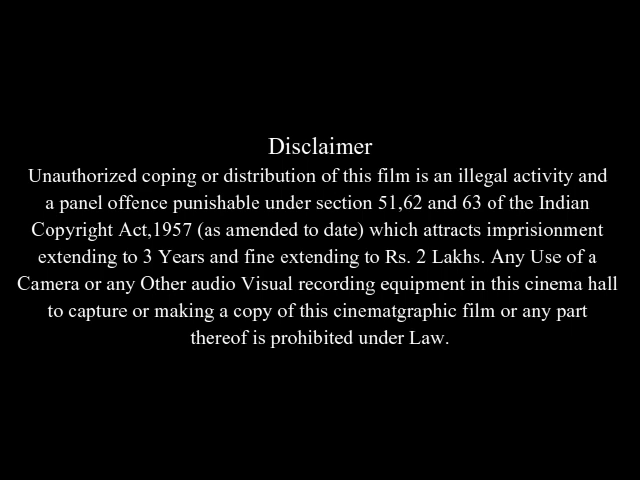 Disclaimer
Unauthorized coping or distribution of this film is an illegal activity and
a panel offence punishable under section 51,62 and 63 of the Indian
Copyright Act,1957 (as amended to date) which attracts imprisionment
extending to 3 Years and fine extending to Rs. 2 Lakhs. Any Use of a
Camera or any Other audio Visual recording equipment in this cinema hall
to capture or making a copy of this cinematgraphic film or any part
thereof is prohibited under Law.